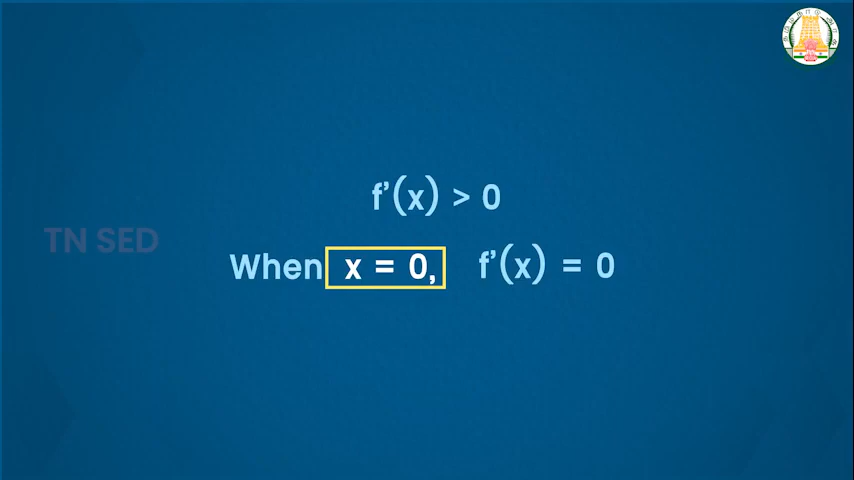 f'(x) > 0
TN SED
When x = 0, f'(x) = 0